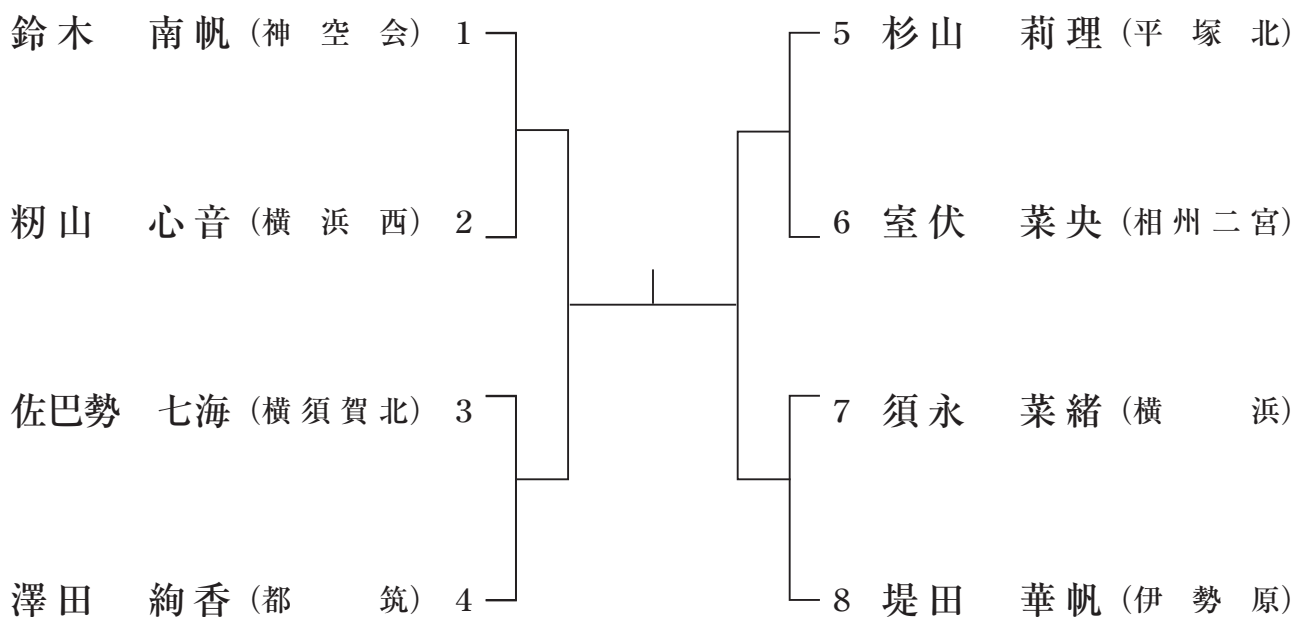 鈴木 南帆 (神空会) 1
籾山 心音 (横浜西) 2
佐巴勢 七海 (横須賀北) 3
澤田 絢香 (都筑) 4
5 杉山 莉理 (平塚北)
6 室伏 菜央 (相州二宮)
7 須永 菜緒 (横浜)
8 堤田 華帆 (伊勢原)